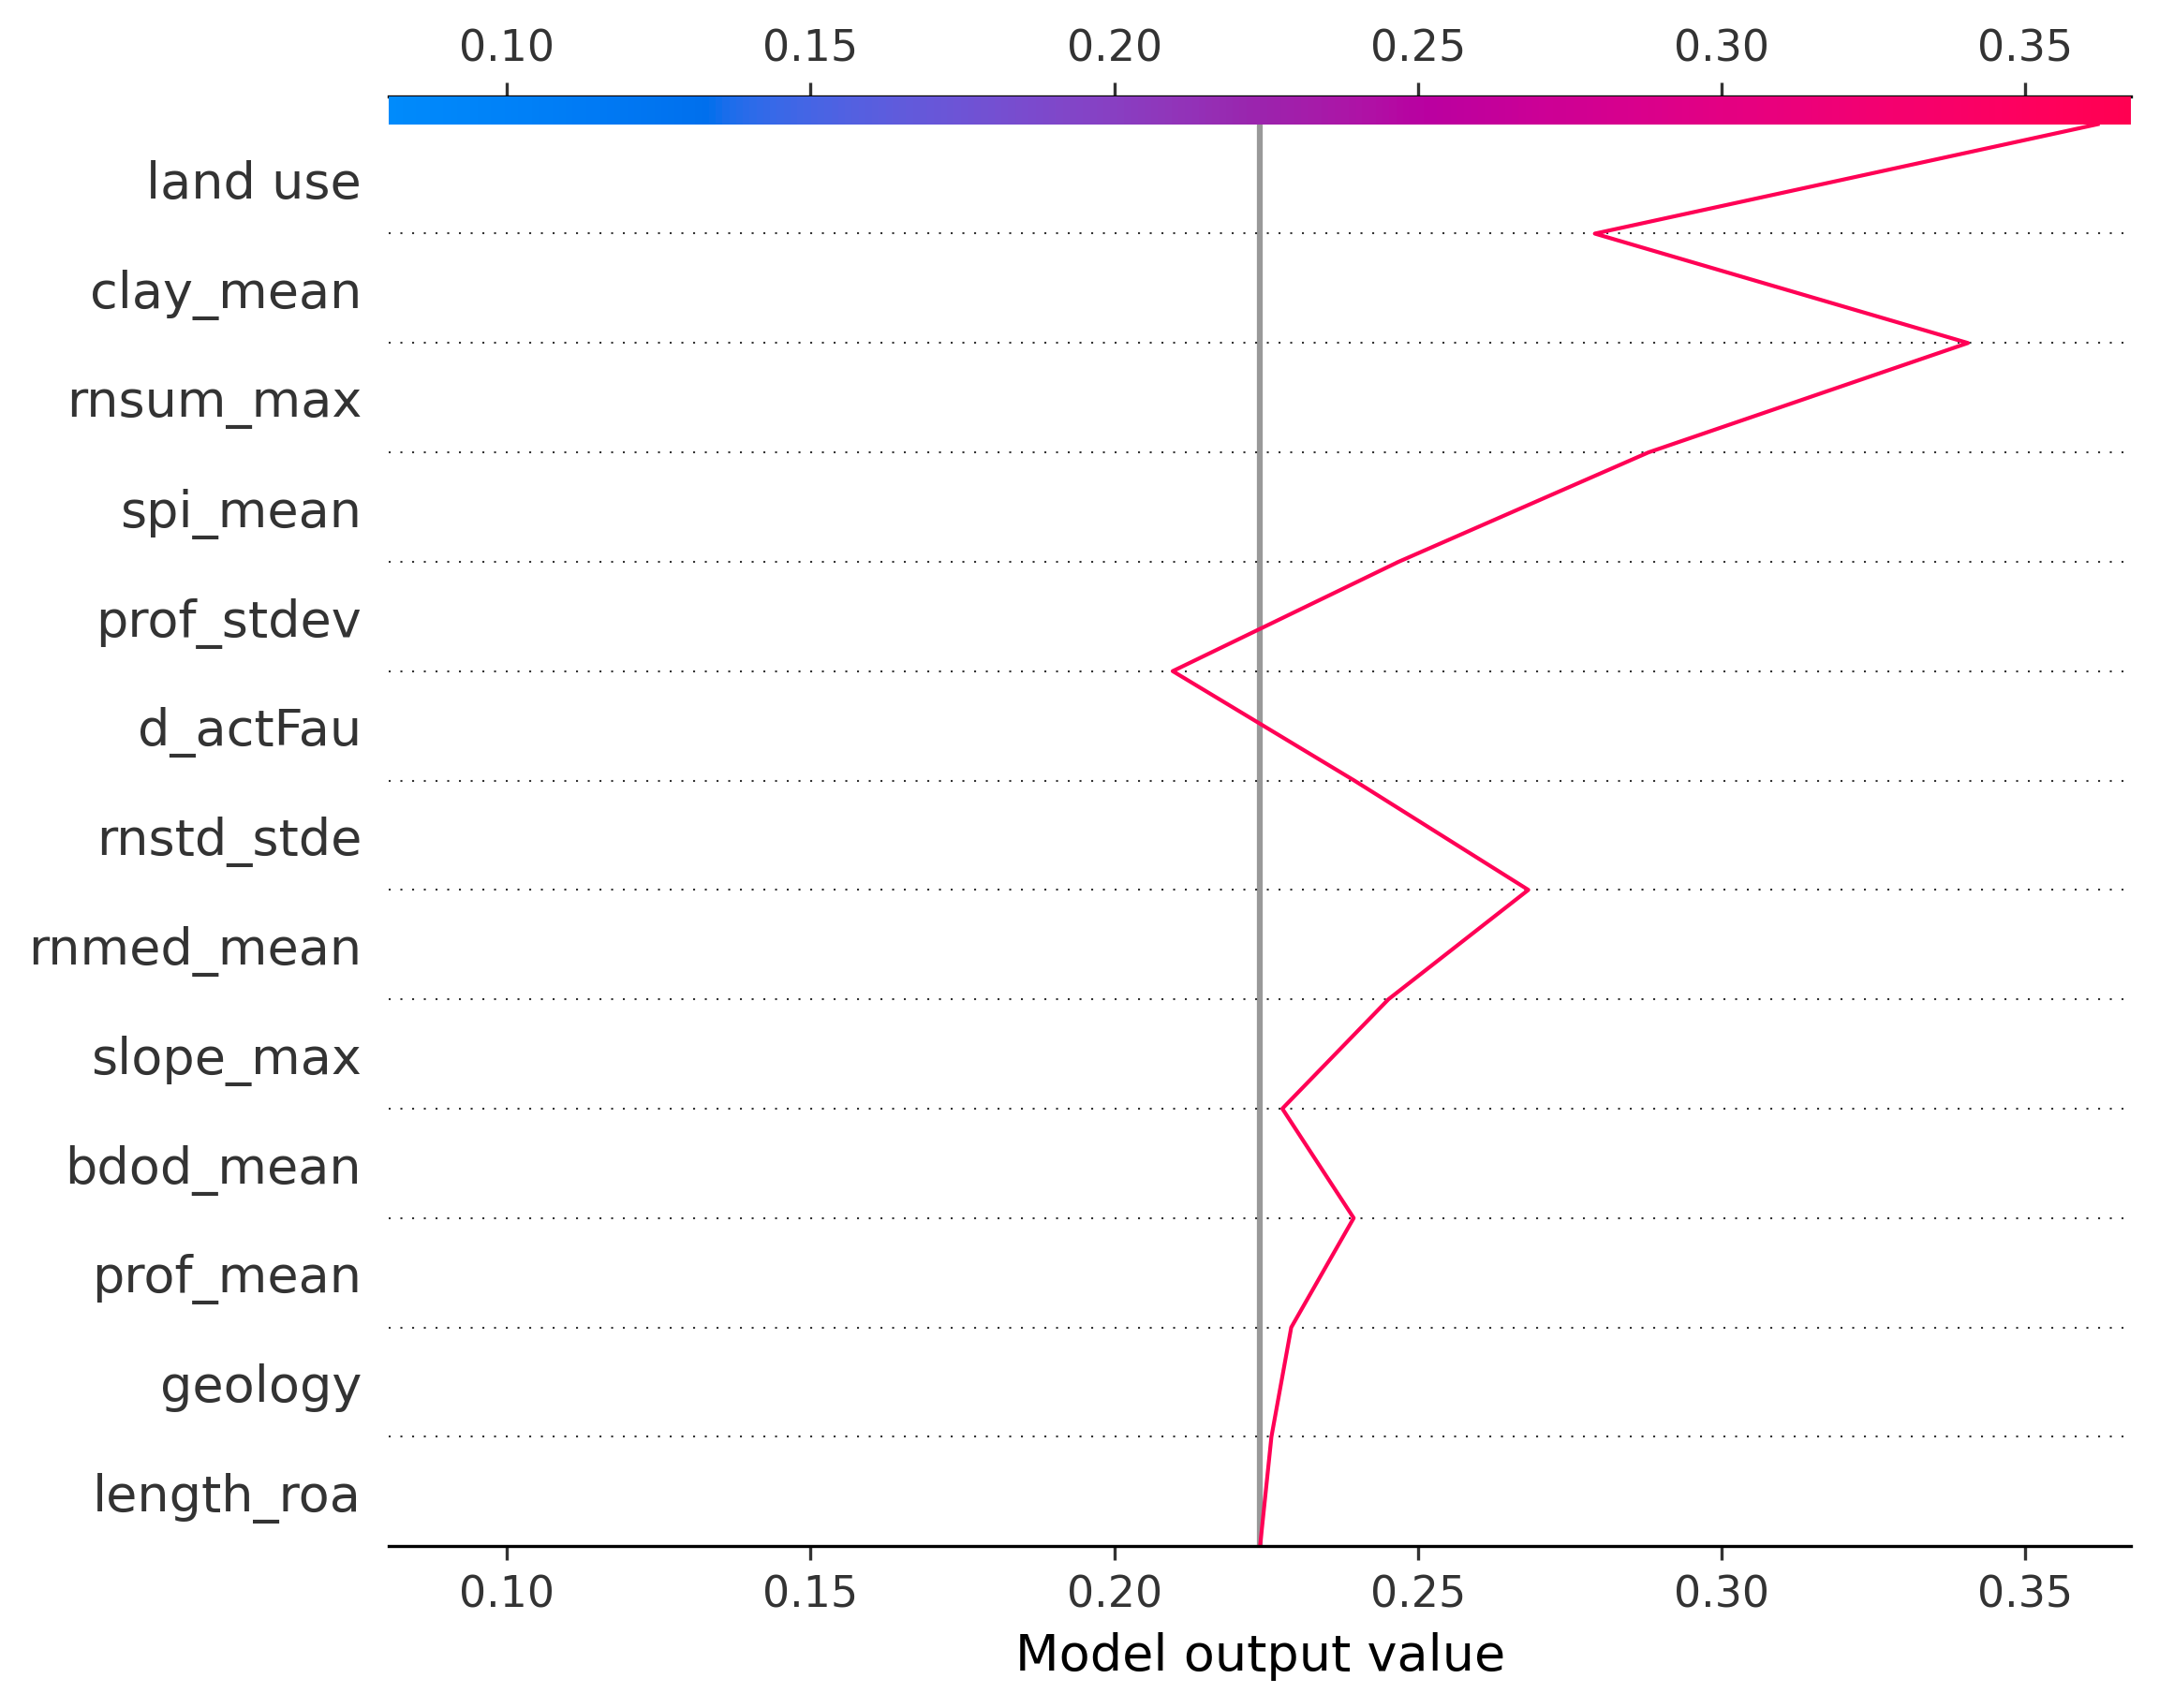 0.10 0.15 0.20 0.25 0.30 0.35
land use
clay_mean
rnsum_max
spi_mean
prof_stdev
d_actFau
rnstd_stde
rnmed_mean
slope_max
bdod_mean
prof_mean
geology
length_roa
0.10 0.15 0.20 0.25 0.30 0.35
Model output value